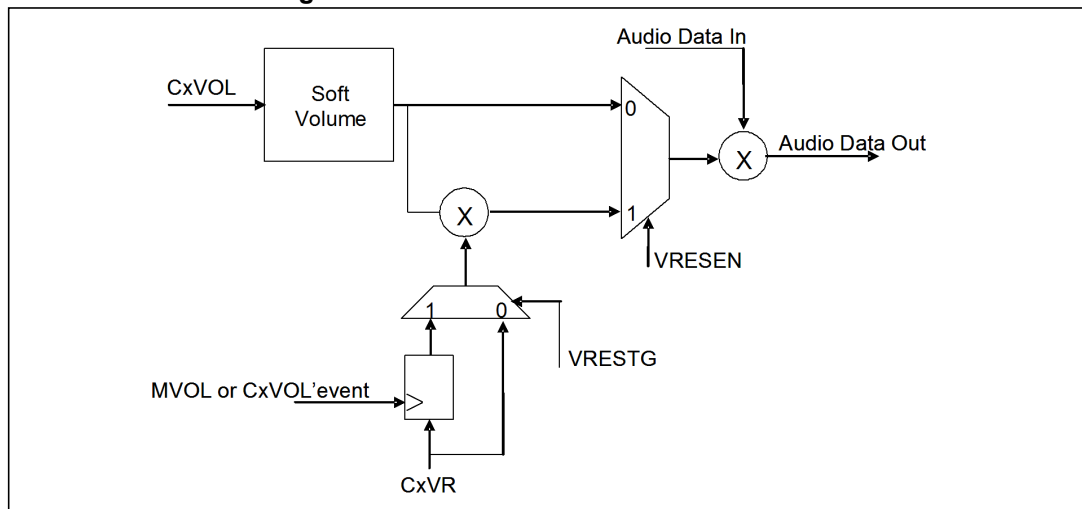 Audio Data In
CxVOL
Soft
Volume
0
X
Audio Data Out
X
1
VRESEN
1
0
VRESTG
MVOL or CxVOL’event
CxVR